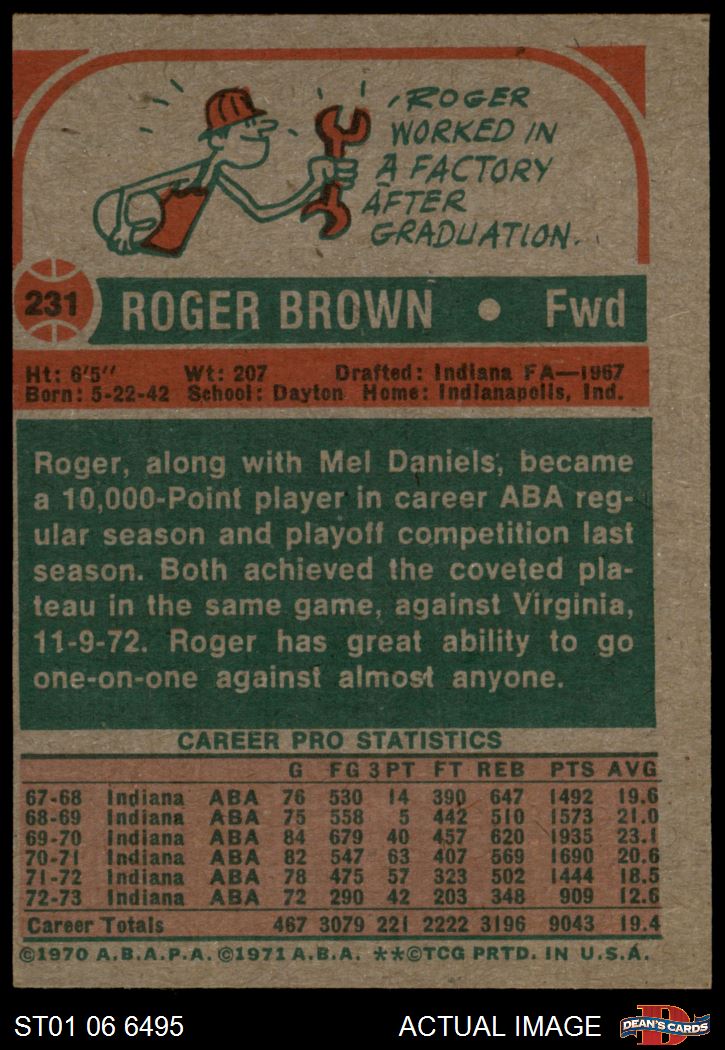 ROGER
WORKED IN
A FACTORY
AFTER
GRADUATION.
231 ROGER BROWN • Fwd
Ht: 6'5" Wt: 207 Drafted: Indiana FA—1967
Born: 5-22-42 School: Dayton Home: Indianapolis, Ind.
Roger, along with Mel Daniels, became
a 10,000-Point player in career ABA reg-
ular season and playoff competition last
season. Both achieved the coveted pla-
teau in the same game, against Virginia,
11-9-72. Roger has great ability to go
one-on-one against almost anyone.
CAREER PRO STATISTICS
G FG 3PT FT REB PTS AVG
67-68 Indiana ABA 76 530 14 390 647 1492 19.6
68-69 Indiana ABA 75 558 5 442 510 1573 21.0
69-70 Indiana ABA 84 679 40 457 620 1935 23.1
70-71 Indiana ABA 82 547 63 407 569 1690 20.6
71-72 Indiana ABA 78 475 57 323 502 1444 18.5
72-73 Indiana ABA 72 290 42 203 348 909 12.6
Career Totals 467 3079 221 2222 3196 9043 19.4
©1970 A.B.A.P.A. ©1971 A.B.A. **©TCG PRTD. IN U.S.A.
ST01 06 6495 ACTUAL IMAGE D DEAN'S CARDS